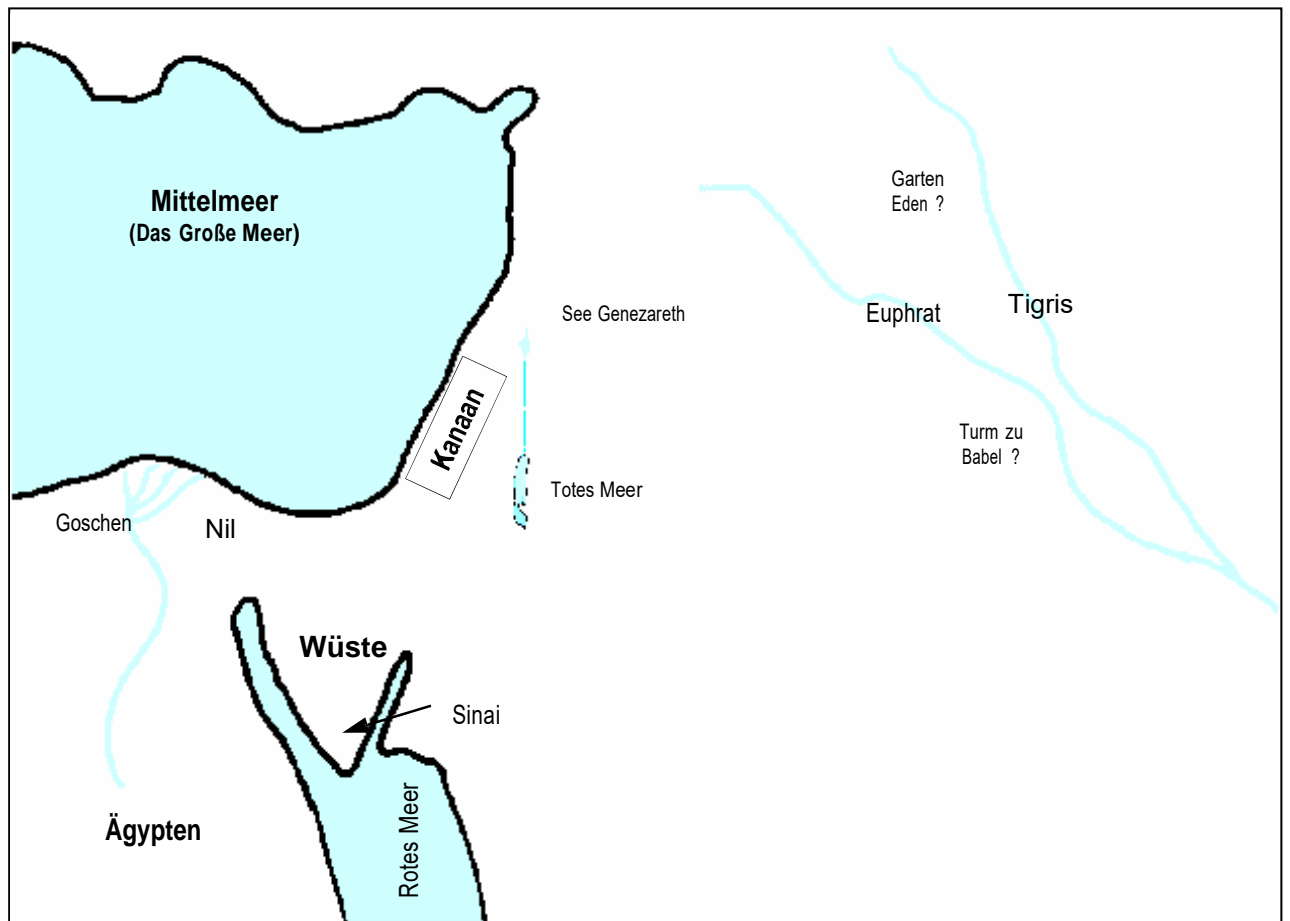 Mittelmeer
(Das Große Meer)
Garten
Eden ?
See Genezareth
Euphrat
Tigris
Kanaan
Turm zu
Babel ?
Totes Meer
Goschen
Nil
Wüste
Sinai
Ägypten
Rotes Meer